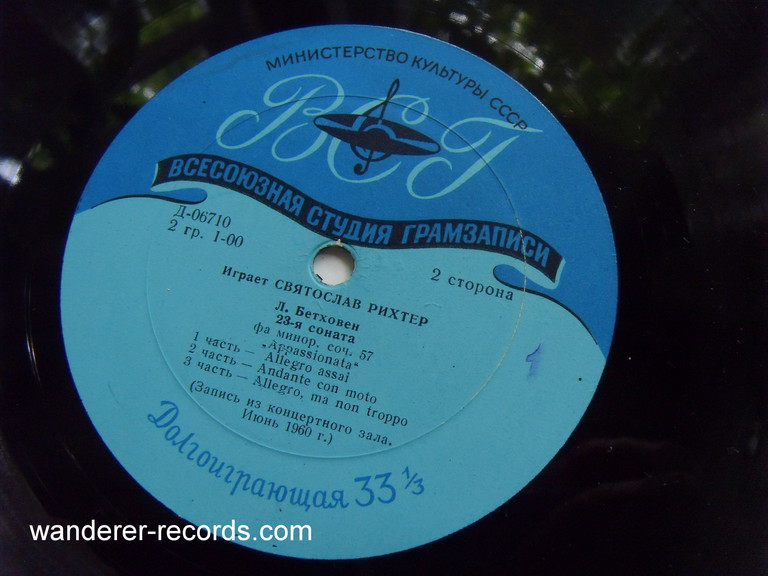 МИНИСТЕРСТВО КУЛЬТУРЫ СССР
ВСГ
ВСЕСОЮЗНАЯ СТУДИЯ ГРАМЗАПИСИ
Д-06710
2 гр. 1-00
2 сторона
Играет СВЯТОСЛАВ РИХТЕР
Л. Бетховен
23-я соната
фа минор, соч. 57
„Appassionata"
1 часть — Allegro assai
2 часть — Andante con moto
3 часть — Allegro, ma non troppo
(Запись из концертного зала.
Июнь 1960 г.)
1
Долгоиграющая 33 1/3
wanderer-records.com